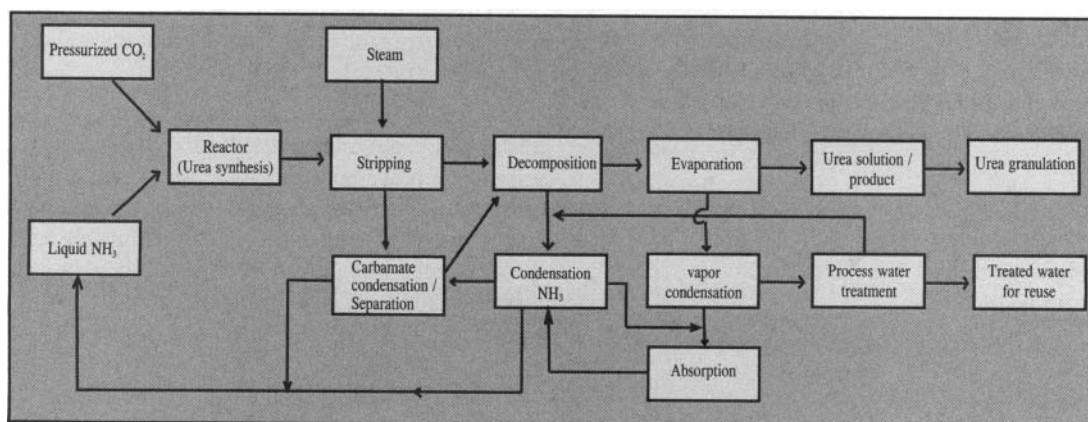 Pressurized CO₂
Steam
Reactor
(Urea synthesis)
Stripping
Decomposition
Evaporation
Urea solution /
product
Urea granulation
Liquid NH₃
Carbamate
condensation /
Separation
Condensation
NH₃
vapor
condensation
Process water
treatment
Treated water
for reuse
Absorption